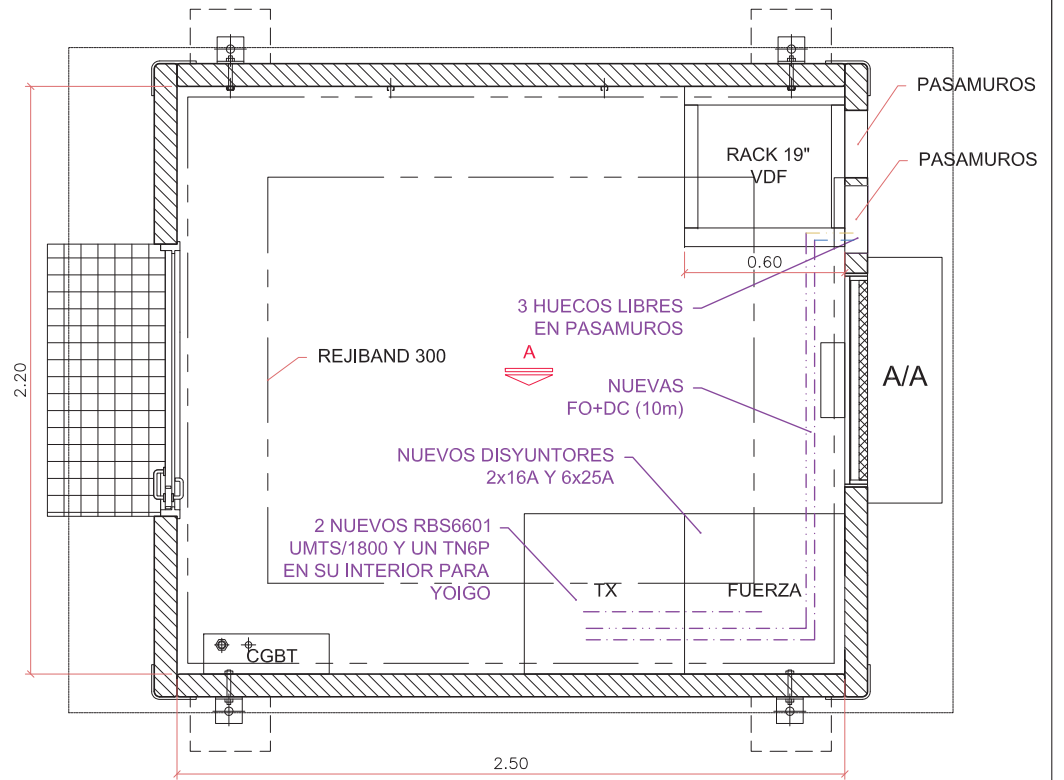 PASAMUROS
RACK 19"
VDF
PASAMUROS
0.60
3 HUECOS LIBRES
EN PASAMUROS
A
REJIBAND 300
A/A
2.20
NUEVAS
FO+DC (10m)
NUEVOS DISYUNTORES
2x16A Y 6x25A
2 NUEVOS RBS6601
UMTS/1800 Y UN TN6P
EN SU INTERIOR PARA
YOIGO
TX
FUERZA
CGBT
2.50